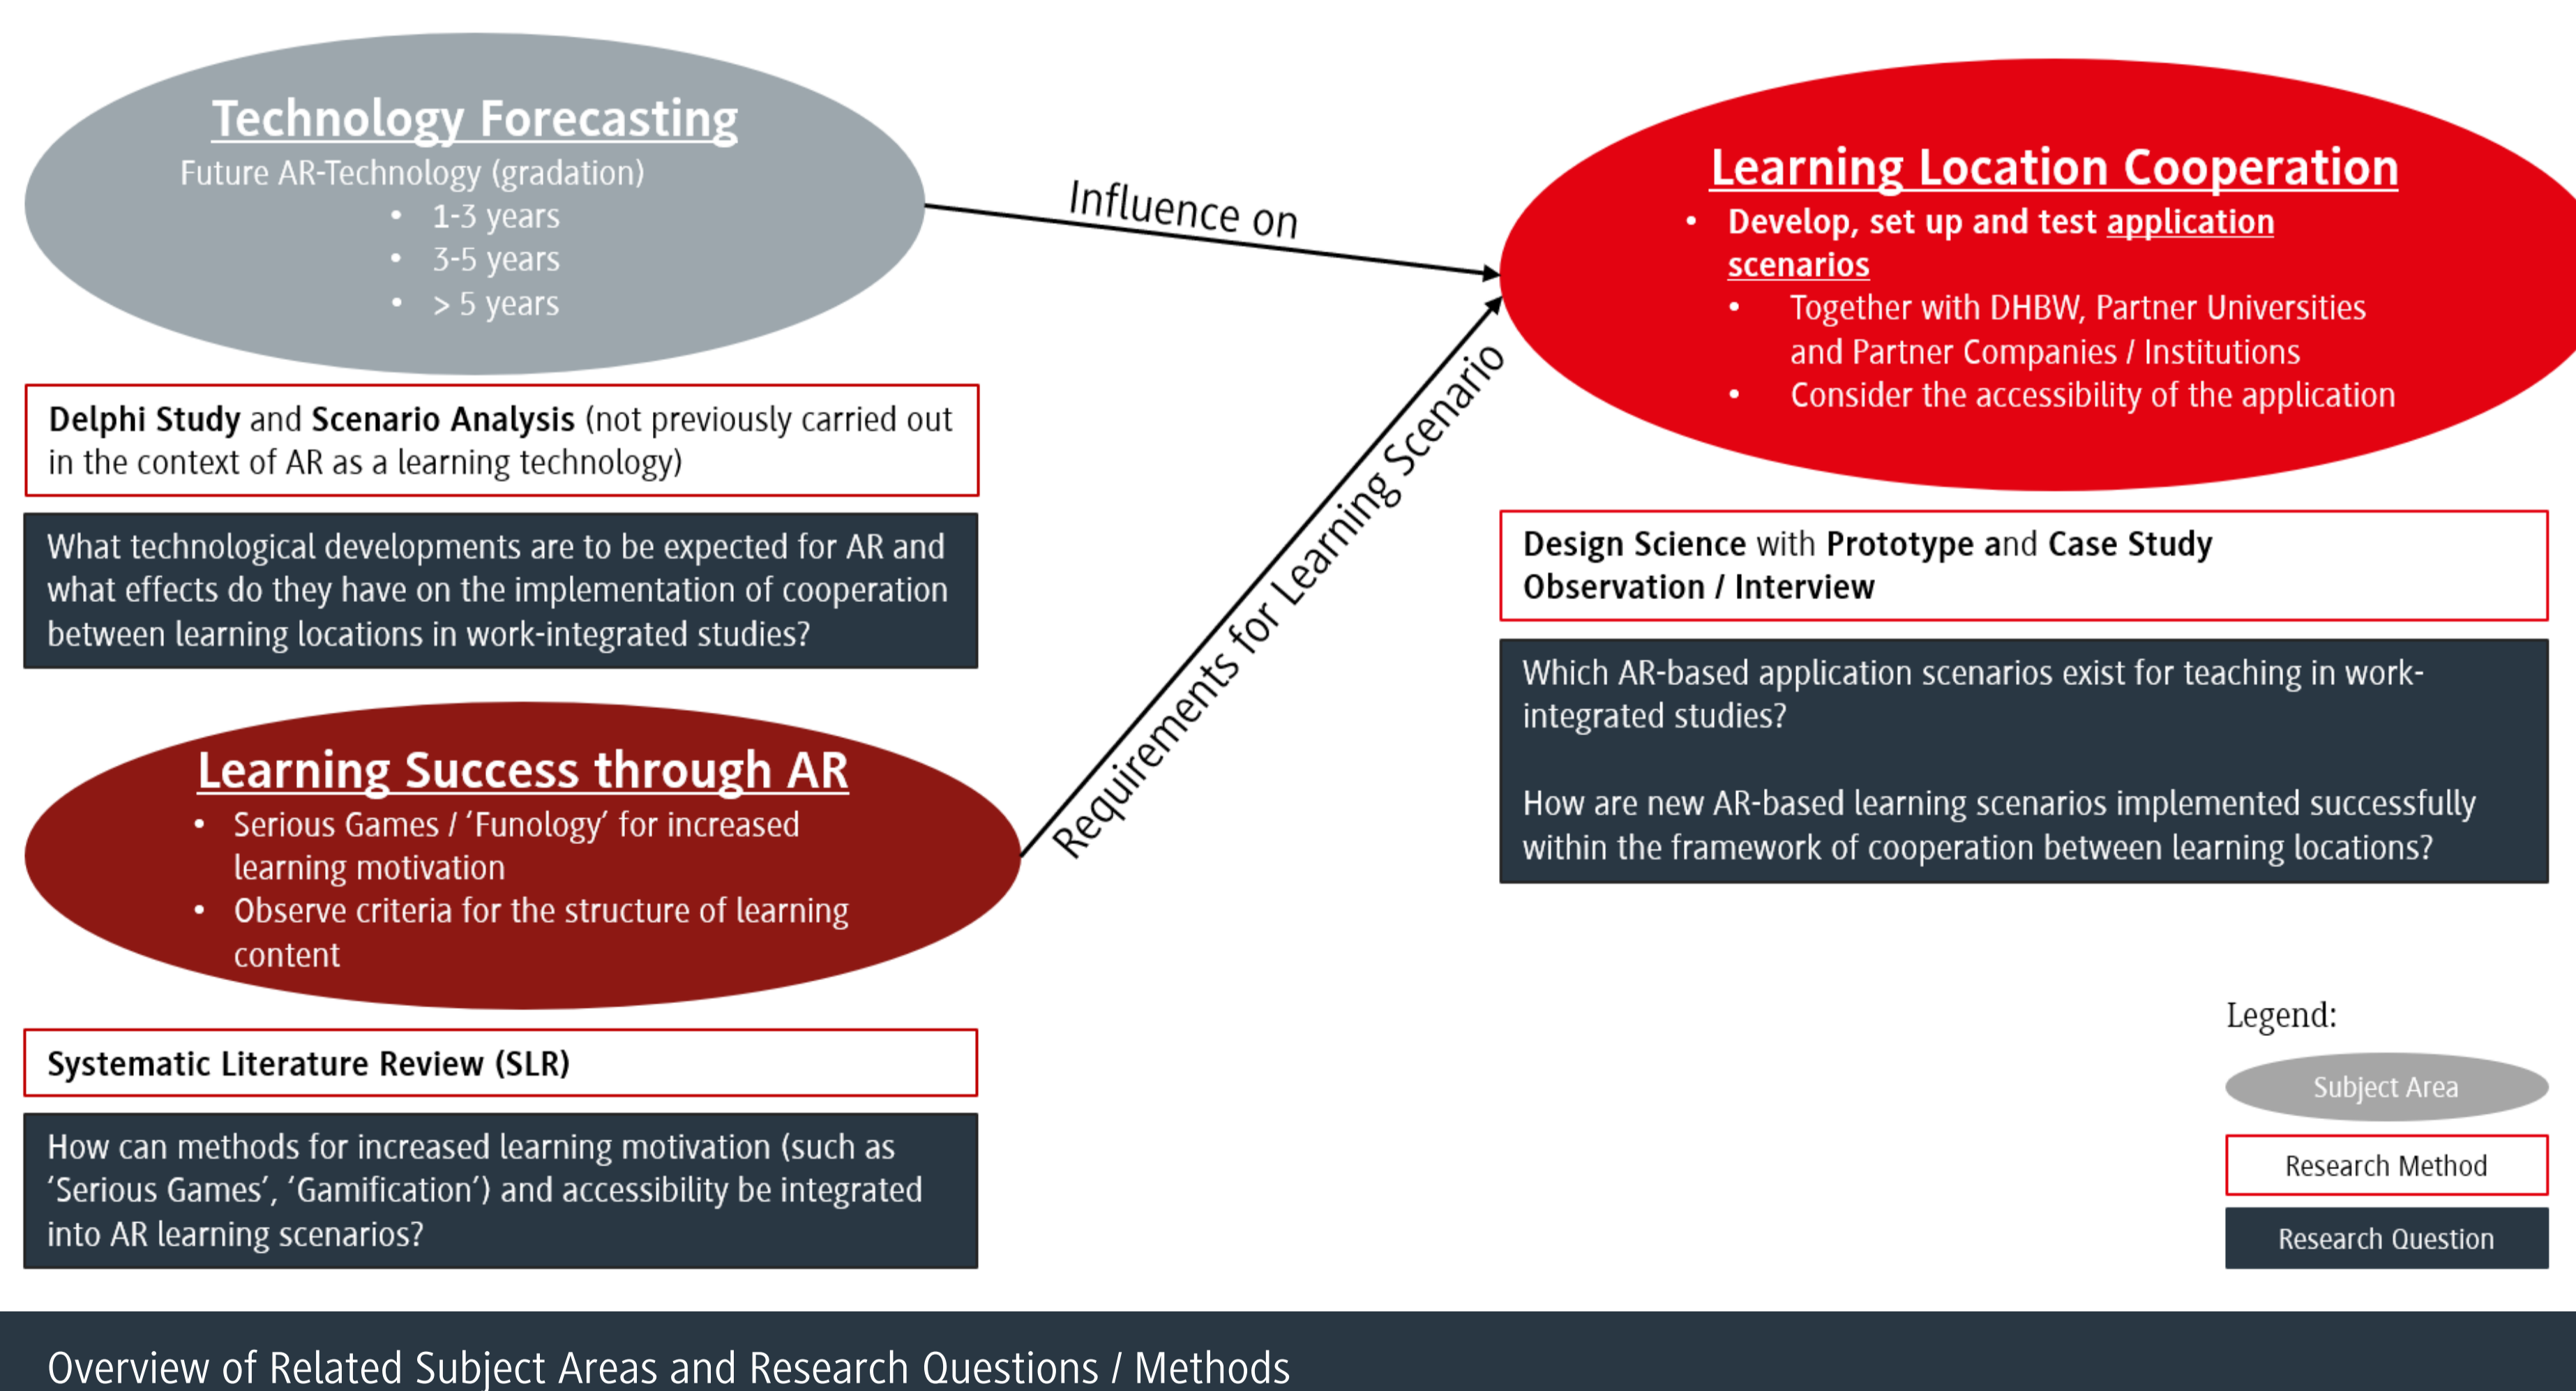 Technology Forecasting
Future AR-Technology (gradation)
• 1-3 years
• 3-5 years
• > 5 years
Delphi Study and Scenario Analysis (not previously carried out
in the context of AR as a learning technology)
What technological developments are to be expected for AR and
what effects do they have on the implementation of cooperation
between learning locations in work-integrated studies?
Influence on
Requirements for Learning Scenario
Learning Location Cooperation
• Develop, set up and test application
scenarios
• Together with DHBW, Partner Universities
and Partner Companies / Institutions
• Consider the accessibility of the application
Design Science with Prototype and Case Study
Observation / Interview
Which AR-based application scenarios exist for teaching in work-
integrated studies?
How are new AR-based learning scenarios implemented successfully
within the framework of cooperation between learning locations?
Learning Success through AR
• Serious Games / ‘Funology’ for increased
learning motivation
• Observe criteria for the structure of learning
content
Systematic Literature Review (SLR)
How can methods for increased learning motivation (such as
‘Serious Games’, ‘Gamification’) and accessibility be integrated
into AR learning scenarios?
Legend:
Subject Area
Research Method
Research Question
Overview of Related Subject Areas and Research Questions / Methods